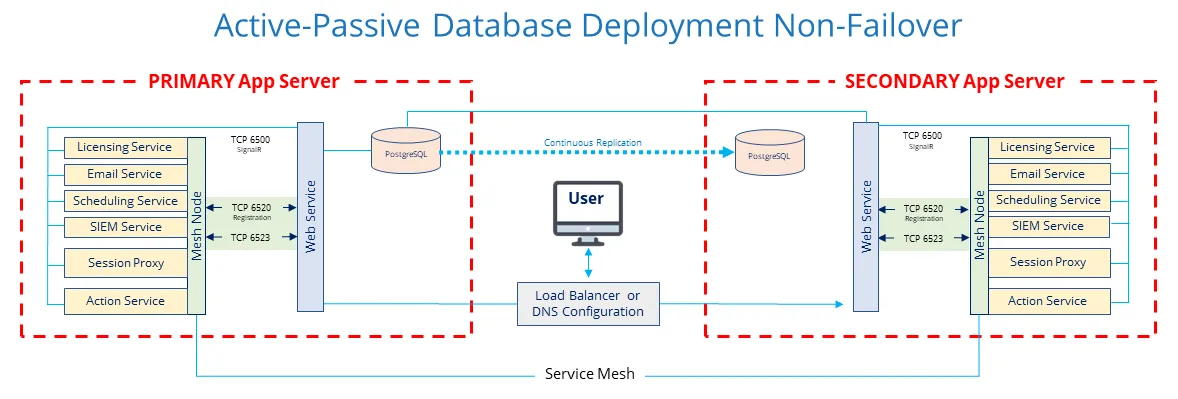 Active-Passive Database Deployment Non-Failover
PRIMARY App Server
TCP 6500
SignalR
Licensing Service
Email Service
Scheduling Service
SIEM Service
Session Proxy
Action Service
Mesh Node
TCP 6520
Registration
TCP 6523
Web Service
PostgreSQL
Continuous Replication
User
Load Balancer or
DNS Configuration
SECONDARY App Server
PostgreSQL
Web Service
TCP 6500
SignalR
TCP 6520
Registration
TCP 6523
Mesh Node
Licensing Service
Email Service
Scheduling Service
SIEM Service
Session Proxy
Action Service
Service Mesh